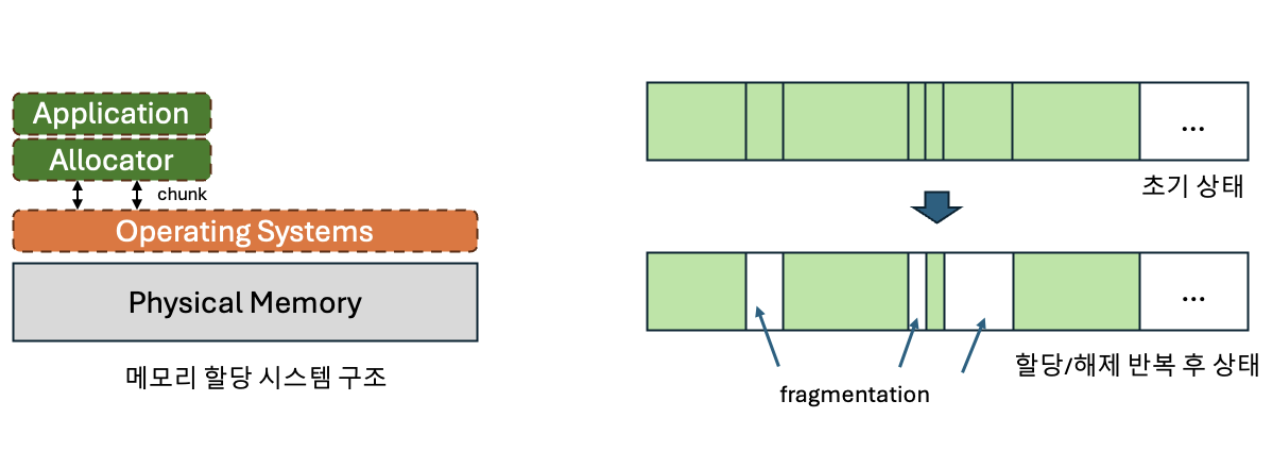 Application
Allocator
chunk
Operating Systems
Physical Memory
메모리 할당 시스템 구조
...
초기 상태
...
fragmentation
할당/해제 반복 후 상태